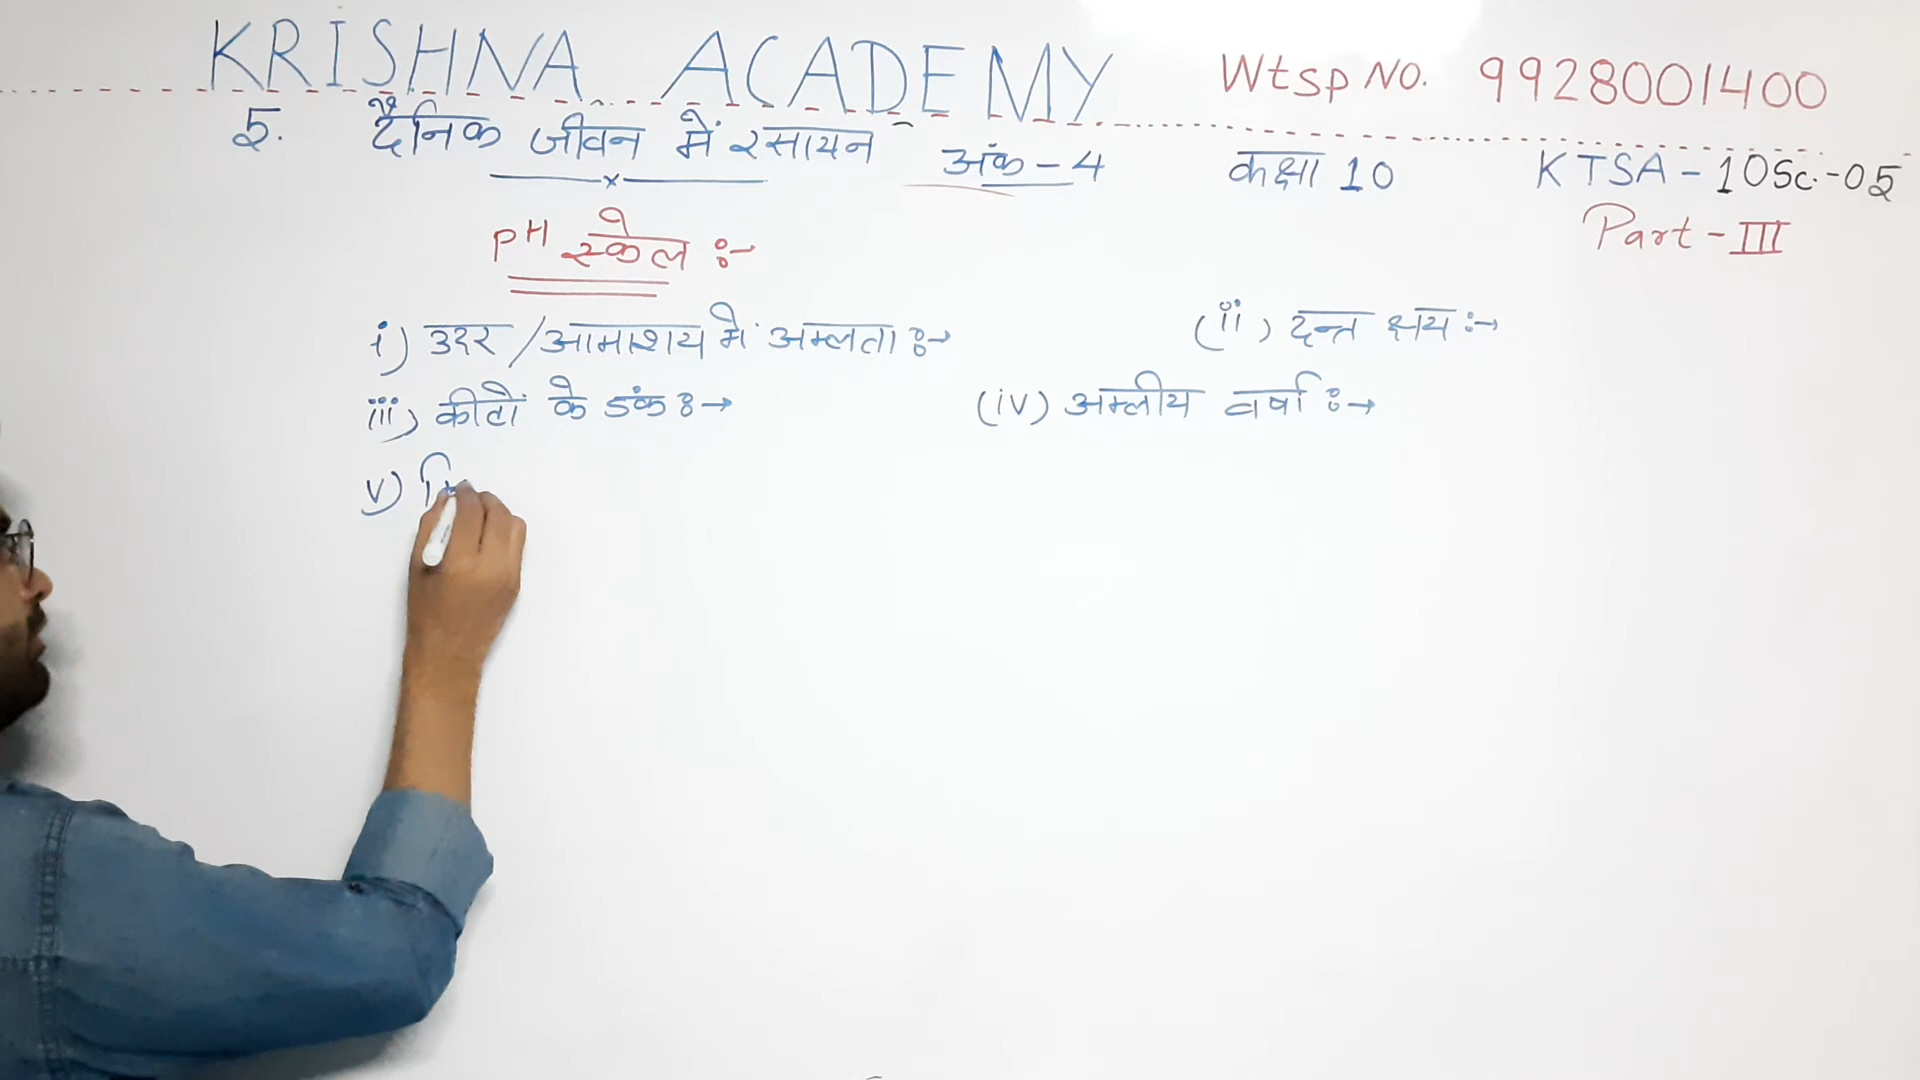 KRISHNA ACADEMY Wtsp NO. 9928001400
5. दैनिक जीवन में रसायन अंक - 4 कक्षा 10 KTSA - 10Sc. - 05
Part - III
pH स्केल :-
i) उदर / आमाशय में अम्लता :→ (ii) दन्त क्षय :→
iii) कीटों के डंक :→ (iv) अम्लीय वर्षा :→
v)